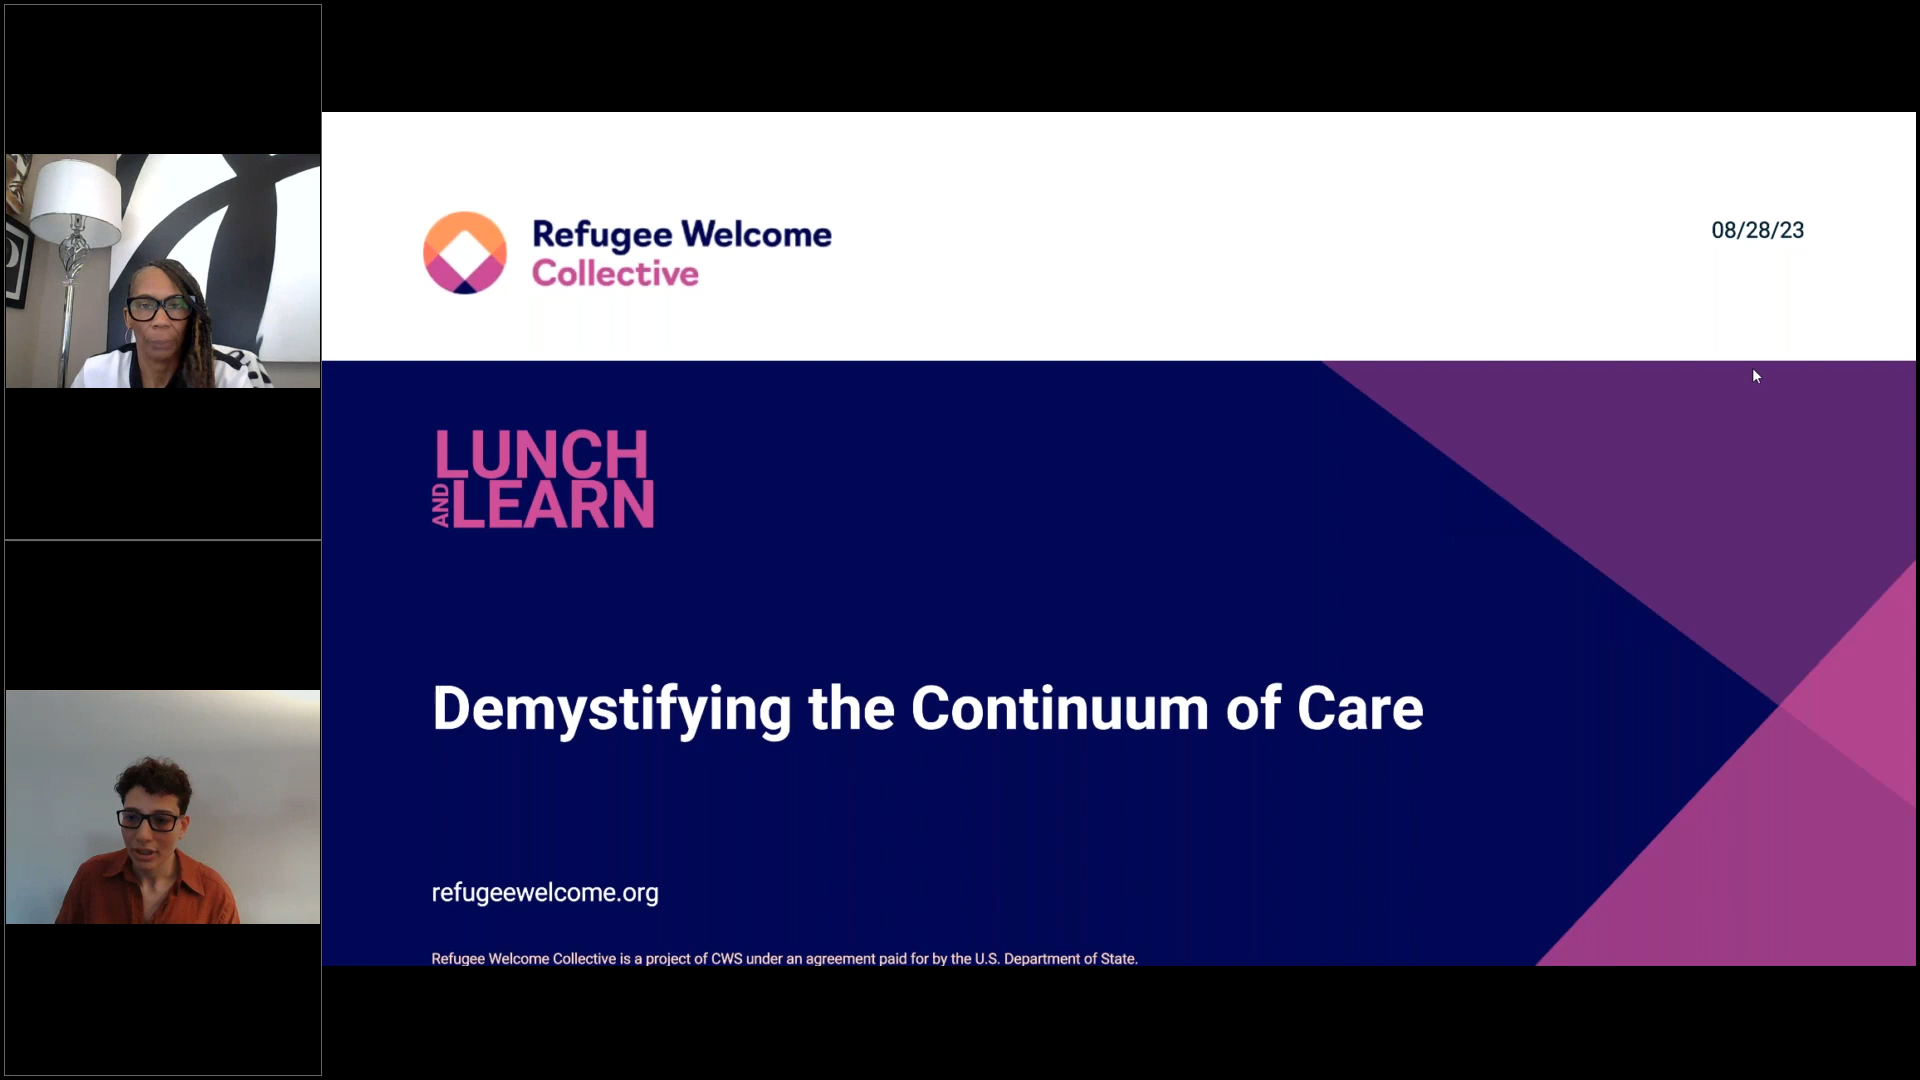 Refugee Welcome
Collective
08/28/23
LUNCH
AND LEARN
Demystifying the Continuum of Care
refugeewelcome.org
Refugee Welcome Collective is a project of CWS under an agreement paid for by the U.S. Department of State.